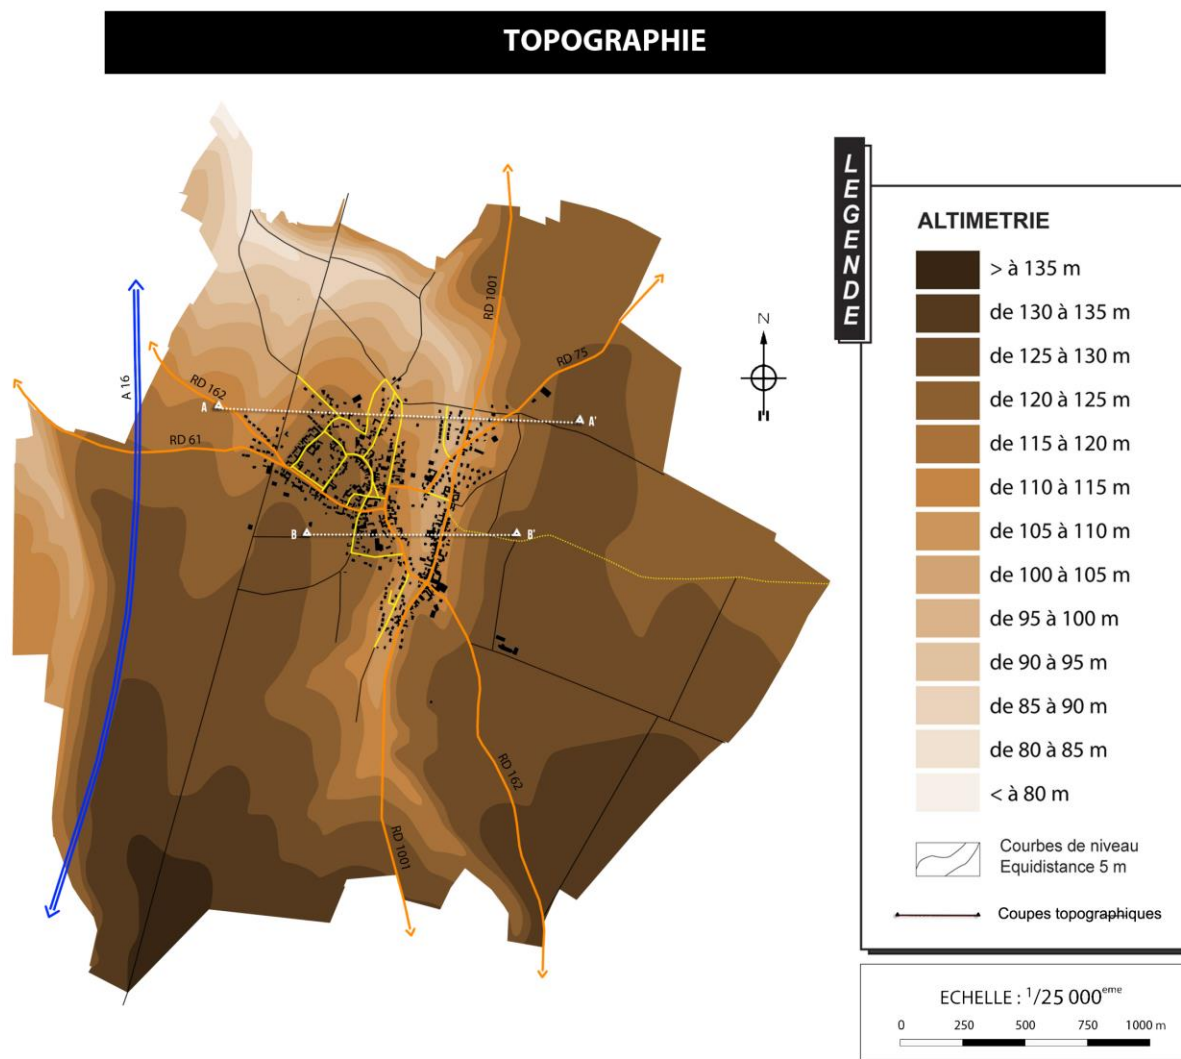 TOPOGRAPHIE
LEGENDE
ALTIMETRIE
> à 135 m
de 130 à 135 m
de 125 à 130 m
de 120 à 125 m
de 115 à 120 m
de 110 à 115 m
de 105 à 110 m
de 100 à 105 m
de 95 à 100 m
de 90 à 95 m
de 85 à 90 m
de 80 à 85 m
< à 80 m
Courbes de niveau
Equidistance 5 m
Coupes topographiques
ECHELLE : 1/25 000eme
0 250 500 750 1000 m
N
A 16
RD 162
RD 61
RD 1001
RD 75
A
A'
B
B'
RD 162
RD 1001